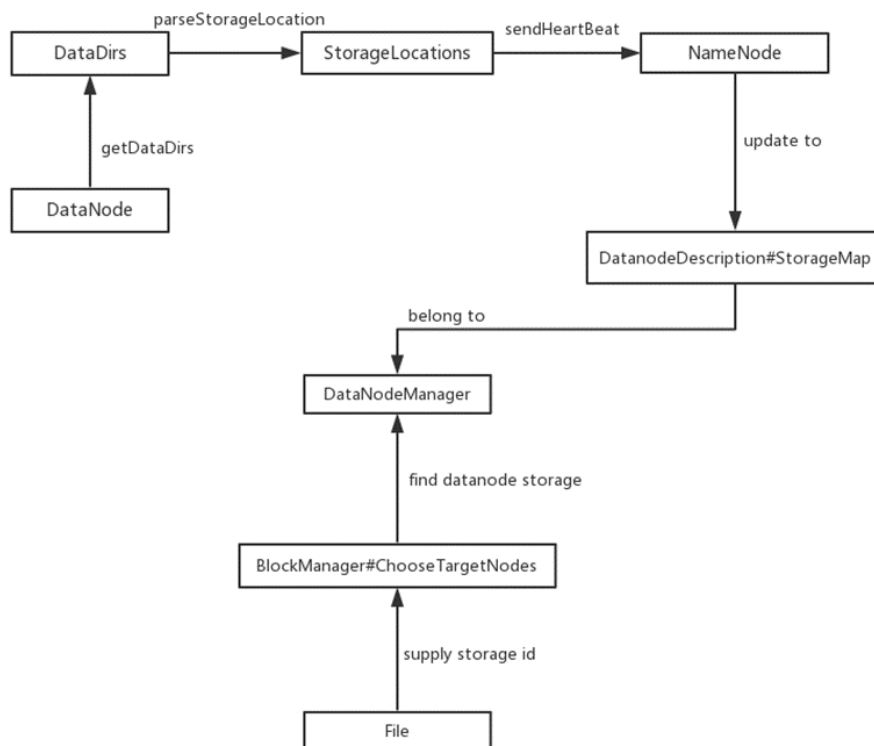 parseStorageLocation
sendHeartBeat
DataDirs
StorageLocations
NameNode
getDataDirs
update to
DataNode
DatanodeDescription#StorageMap
belong to
DataNodeManager
find datanode storage
BlockManager#ChooseTargetNodes
supply storage id
File